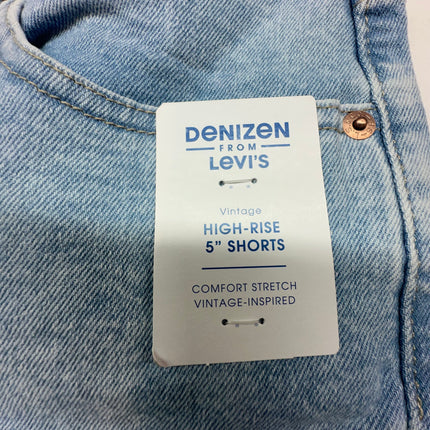 DENIZEN
FROM
LEVI'S
Vintage
HIGH-RISE
5" SHORTS
COMFORT STRETCH
VINTAGE-INSPIRED